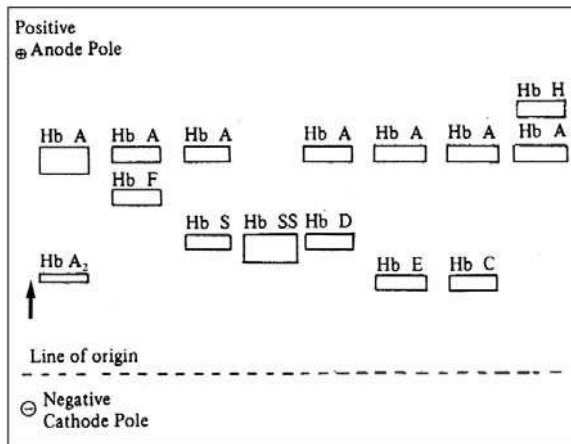 Positive
⊕ Anode Pole
Hb H
Hb A Hb A Hb A Hb A Hb A Hb A Hb A
Hb F
Hb S Hb SS Hb D
Hb A₂ Hb E Hb C
Line of origin
⊖ Negative
Cathode Pole